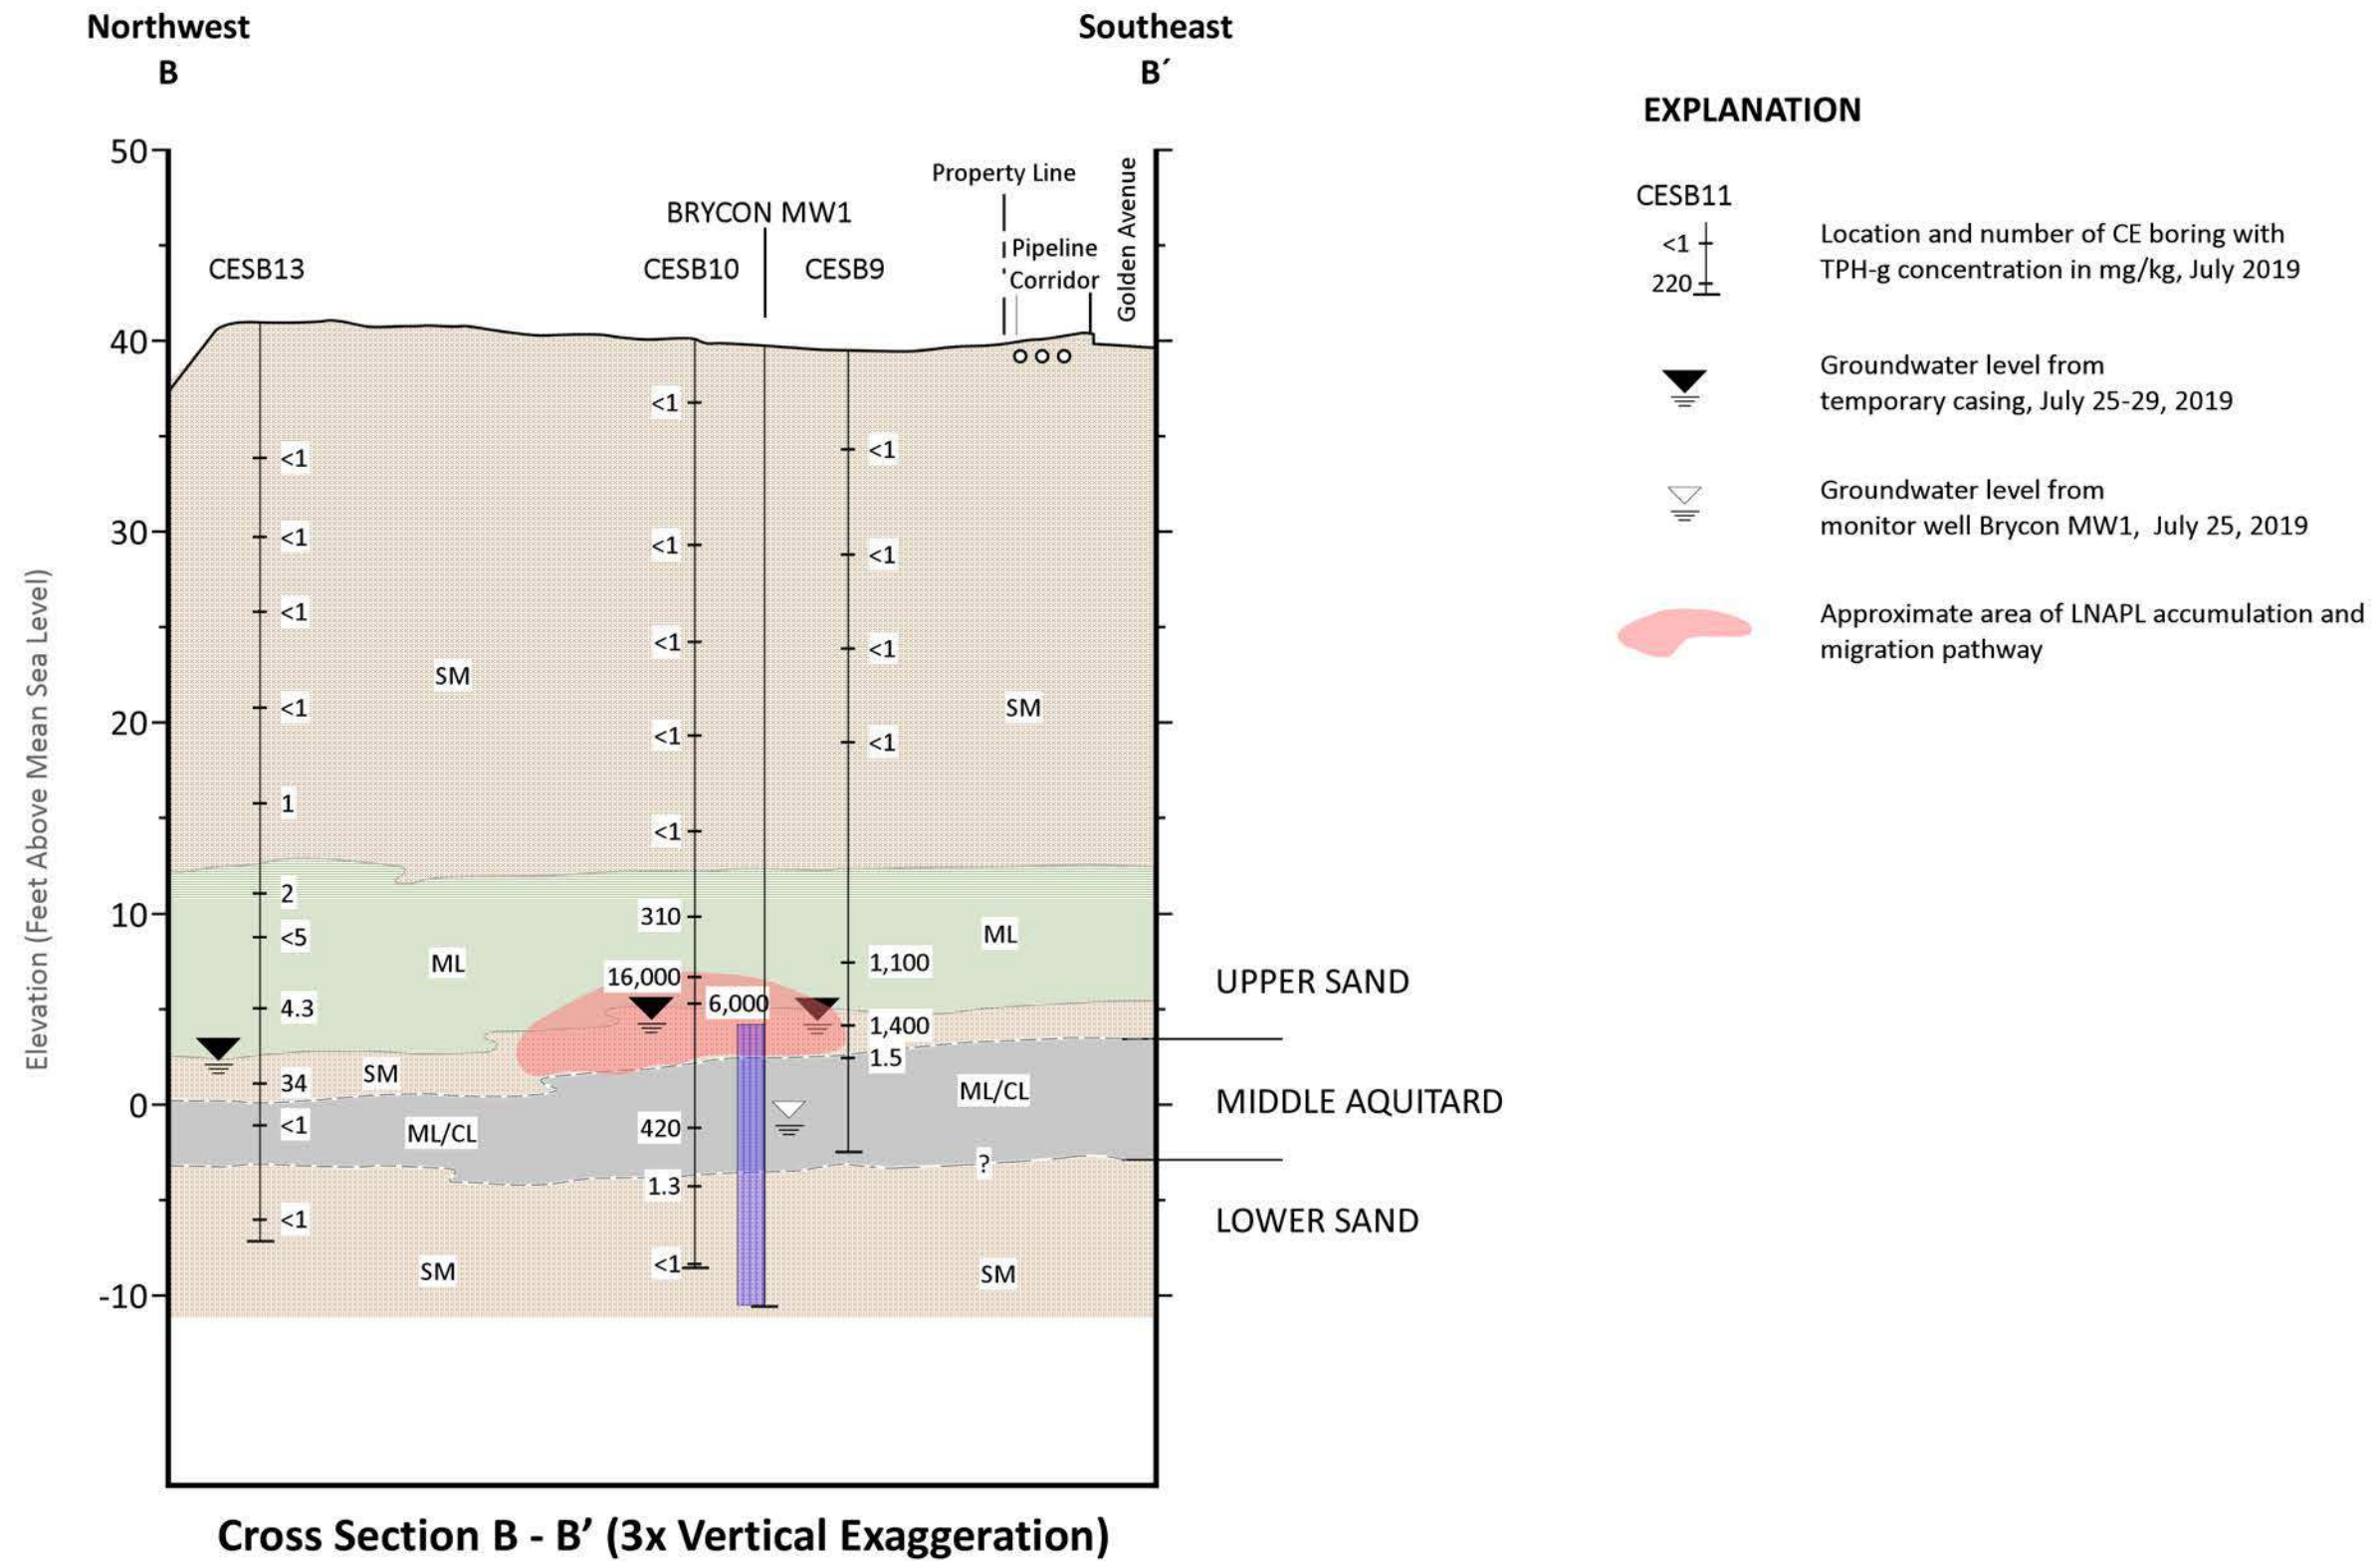 Northwest
B
Southeast
B´
EXPLANATION
50
40
30
20
10
0
-10
Elevation (Feet Above Mean Sea Level)
CESB13
BRYCON MW1
CESB10
CESB9
Property Line
Pipeline
Corridor
Golden Avenue
<1
<1
<1
<1
1
2
<5
4.3
34
<1
<1
<1
<1
<1
<1
<1
310
16,000
6,000
420
1.3
<1
<1
<1
<1
<1
1,100
1,400
1.5
SM
SM
ML
ML
SM
ML/CL
ML/CL
?
SM
SM
UPPER SAND
MIDDLE AQUITARD
LOWER SAND
CESB11
<1
220
Location and number of CE boring with
TPH-g concentration in mg/kg, July 2019
Groundwater level from
temporary casing, July 25-29, 2019
Groundwater level from
monitor well Brycon MW1, July 25, 2019
Approximate area of LNAPL accumulation and
migration pathway
Cross Section B - B’ (3x Vertical Exaggeration)